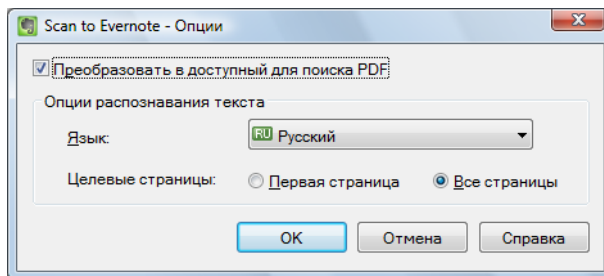 Scan to Evernote - Опции
Преобразовать в доступный для поиска PDF
Опции распознавания текста
Язык: RU Русский
Целевые страницы: Первая страница Все страницы
OK Отмена Справка